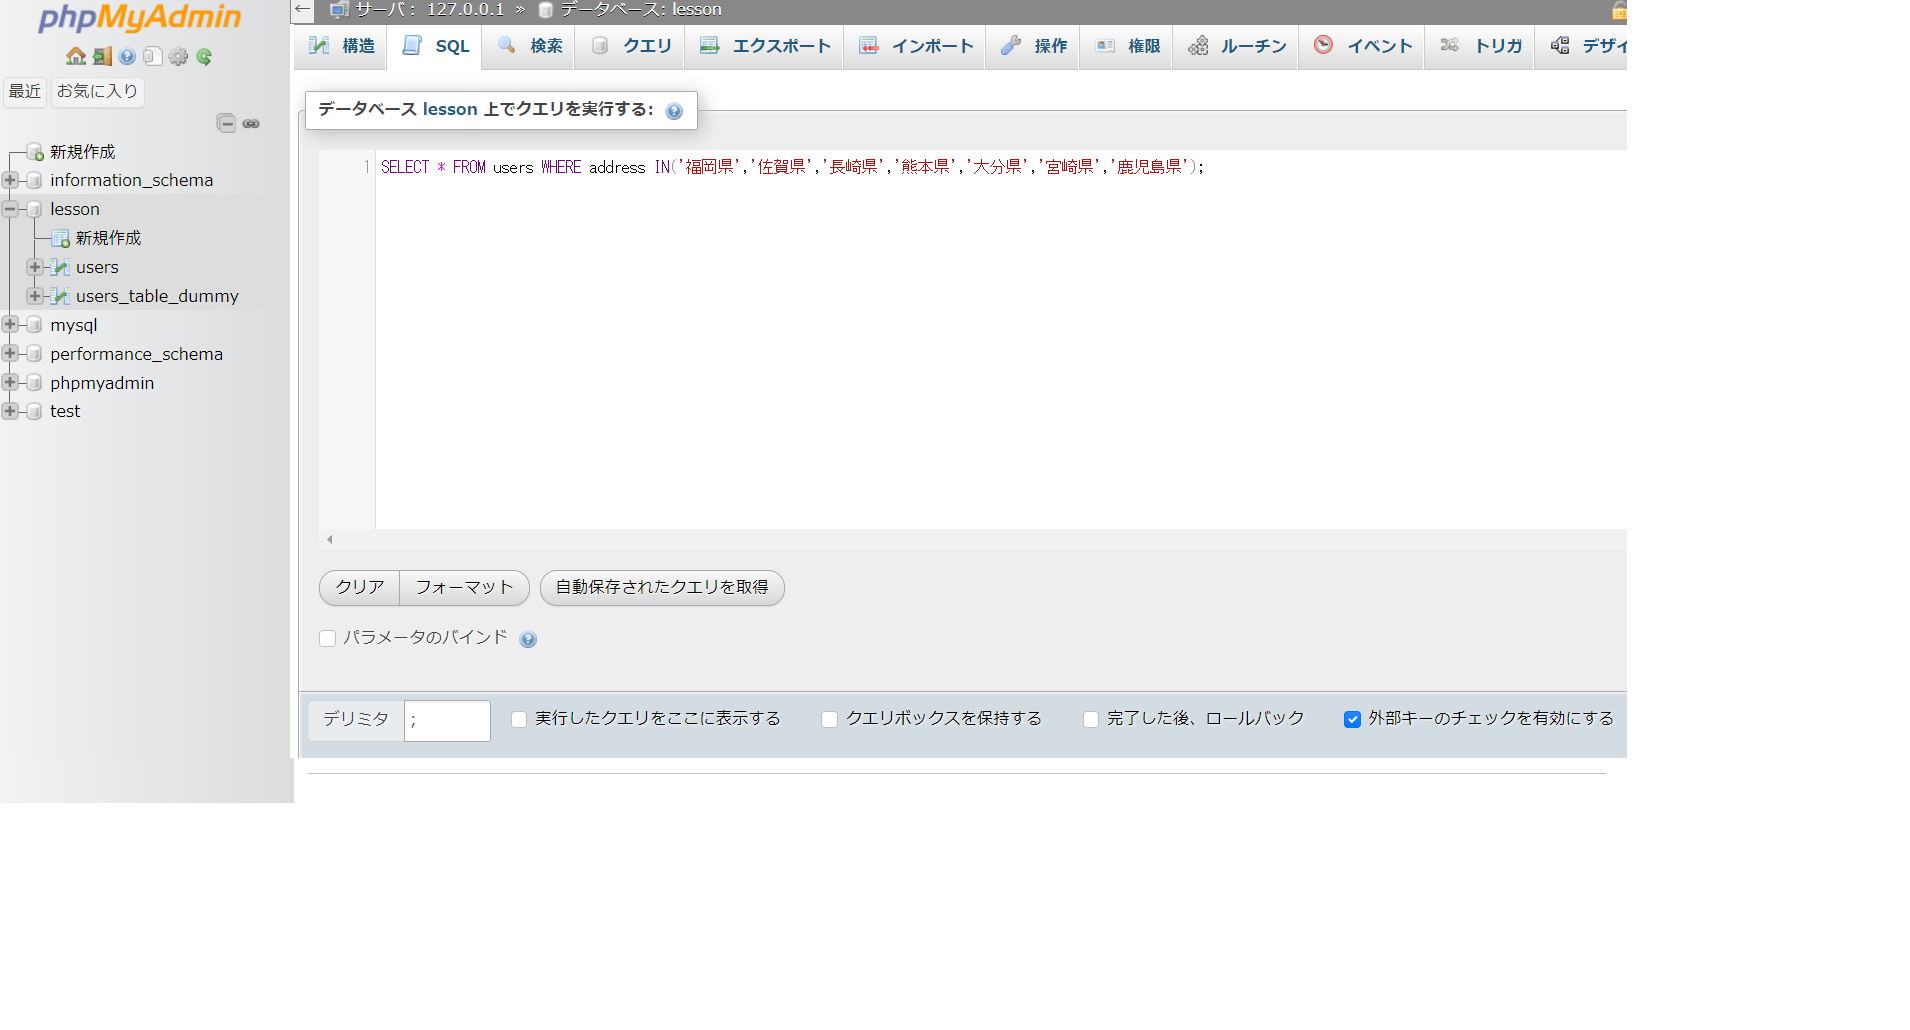 phpMyAdmin
最近 お気に入り
新規作成
information_schema
lesson
新規作成
users
users_table_dummy
mysql
performance_schema
phpmyadmin
test
← サーバ: 127.0.0.1 » データベース: lesson
構造 SQL 検索 クエリ エクスポート インポート 操作 権限 ルーチン イベント トリガ デザイ
データベース lesson 上でクエリを実行する:
1 SELECT * FROM users WHERE address IN('福岡県','佐賀県','長崎県','熊本県','大分県','宮崎県','鹿児島県');
クリア フォーマット 自動保存されたクエリを取得
パラメータのバインド
デリミタ ; 実行したクエリをここに表示する クエリボックスを保持する 完了した後、ロールバック 外部キーのチェックを有効にする